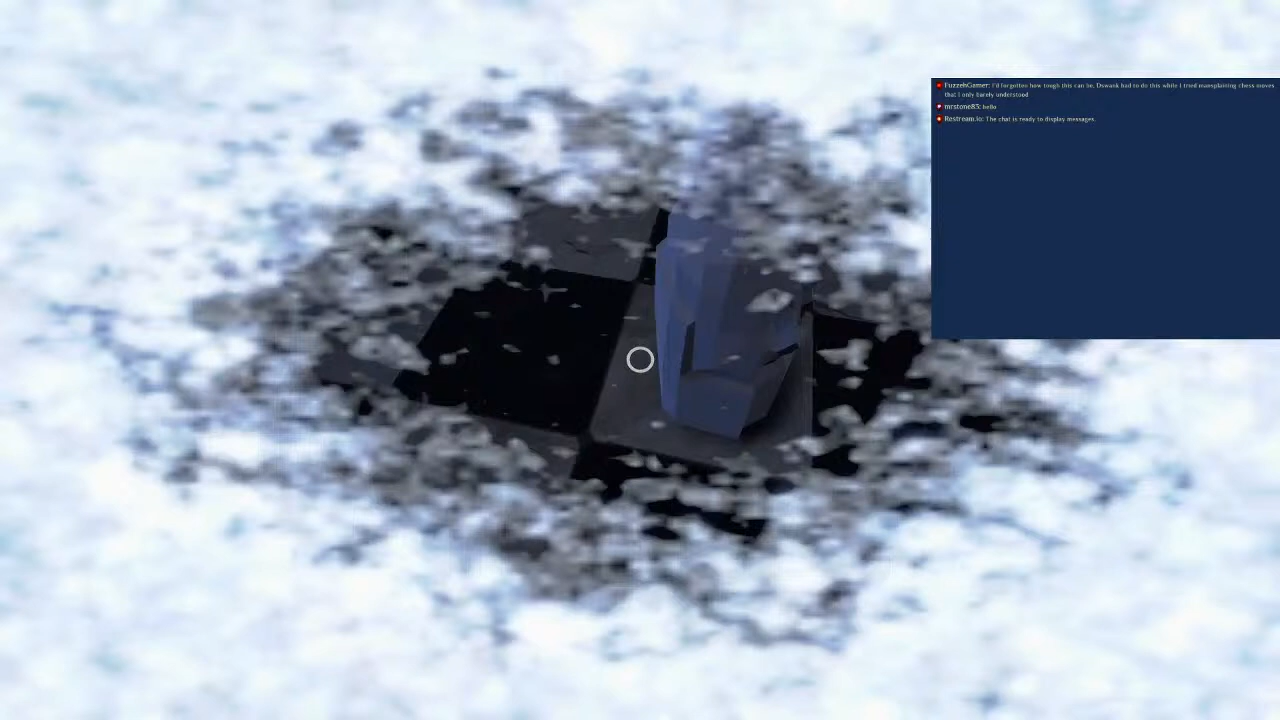 FuzzehGamer: I'd forgotten how tough this can be, Dswank had to do this while I tried mansplaining chess moves
that I only barely understood
mrstone85: hello
Restream.io: The chat is ready to display messages.